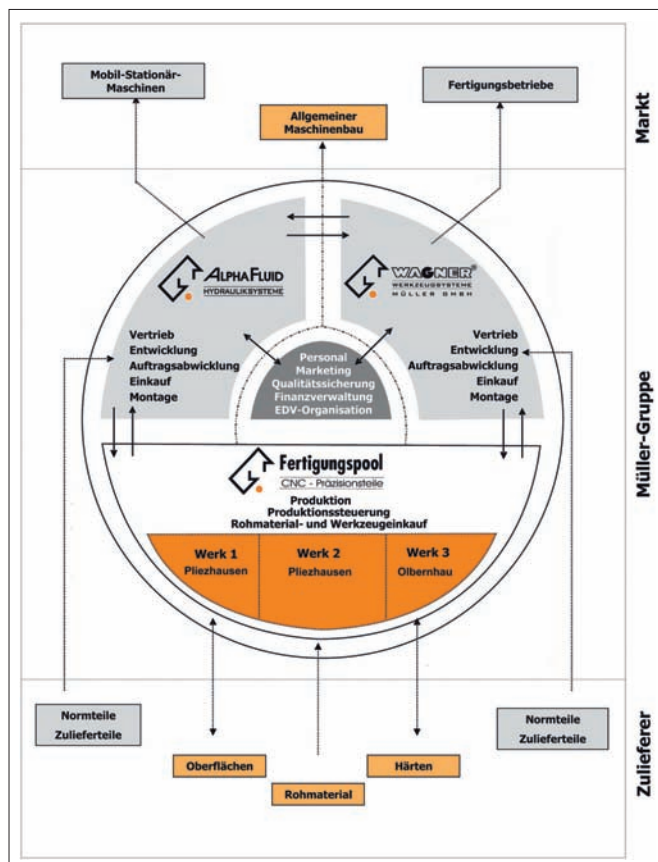 Mobil-Stationär-
Maschinen
Fertigungsbetriebe
Allgemeiner
Maschinenbau
Markt
ALPHAFLUID
HYDRAULIKSYSTEME
WAGNER®
WERKZEUGSYSTEME
MÜLLER GMBH
Vertrieb
Entwicklung
Auftragsabwicklung
Einkauf
Montage
Personal
Marketing
Qualitätssicherung
Finanzverwaltung
EDV-Organisation
Vertrieb
Entwicklung
Auftragsabwicklung
Einkauf
Montage
Müller-Gruppe
Fertigungspool
CNC - Präzisionsteile
Produktion
Produktionssteuerung
Rohmaterial- und Werkzeugeinkauf
Werk 1
Pliezhausen
Werk 2
Pliezhausen
Werk 3
Olbernhau
Normteile
Zulieferteile
Normteile
Zulieferteile
Oberflächen
Härten
Rohmaterial
Zulieferer